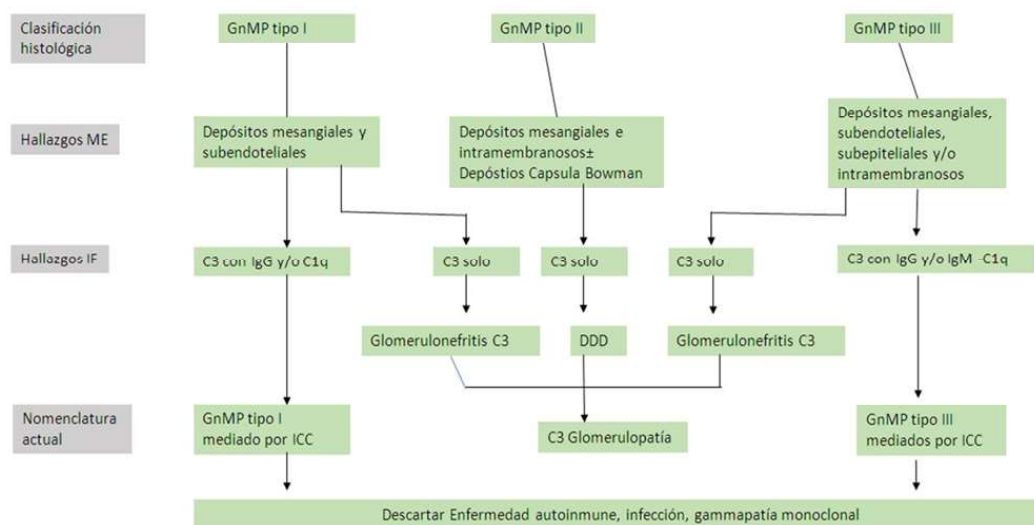 Clasificación
histológica
GnMP tipo I
GnMP tipo II
GnMP tipo III
Hallazgos ME
Depósitos mesangiales y
subendoteliales
Depósitos mesangiales e
intramembranosos±
Depóstios Capsula Bowman
Depósitos mesangiales,
subendoteliales,
subepiteliales y/o
intramembranosos
Hallazgos IF
C3 con IgG y/o C1q
C3 solo
C3 solo
C3 solo
C3 con IgG y/o IgM -C1q
Glomerulonefritis C3
DDD
Glomerulonefritis C3
Nomenclatura
actual
GnMP tipo I
mediado por ICC
C3 Glomerulopatía
GnMP tipo III
mediados por ICC
Descartar Enfermedad autoinmune, infección, gammapatía monoclonal